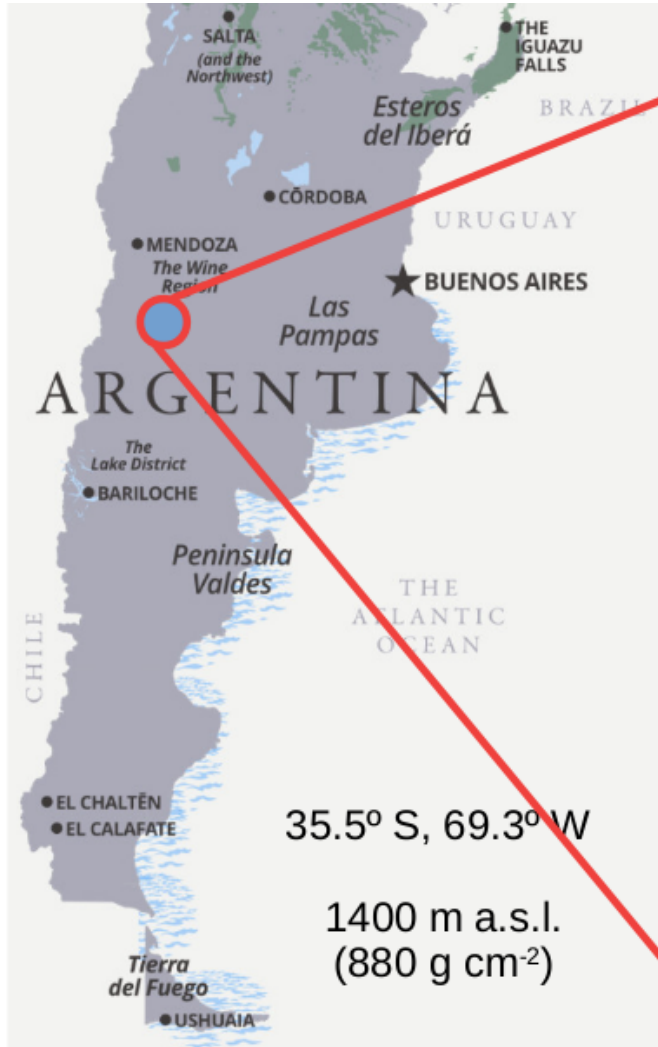 SALTA
(and the
Northwest)
THE
IGUAZU
FALLS
Esteros
del Iberá
BRAZIL
CŌRDOBA
URUGUAY
MENDOZA
The Wine
Region
BUENOS AIRES
Las
Pampas
ARGENTINA
The
Lake District
BARILOCHE
Peninsula
Valdes
THE
ATLANTIC
OCEAN
CHILE
EL CHALTĒN
EL CALAFATE
35.5º S, 69.3º W
1400 m a.s.l.
(880 g cm-2)
Tierra
del Fuego
USHUAIA